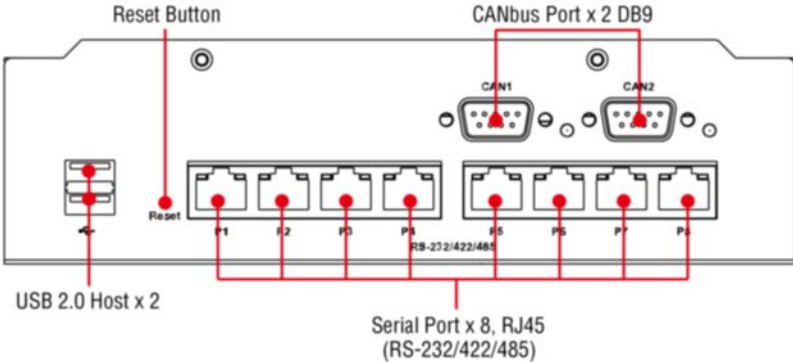 Reset Button
CANbus Port x 2 DB9
CAN1
CAN2
Reset
P1 P2 P3 P4 P5 P6 P7 P8
RS-232/422/485
USB 2.0 Host x 2
Serial Port x 8, RJ45
(RS-232/422/485)